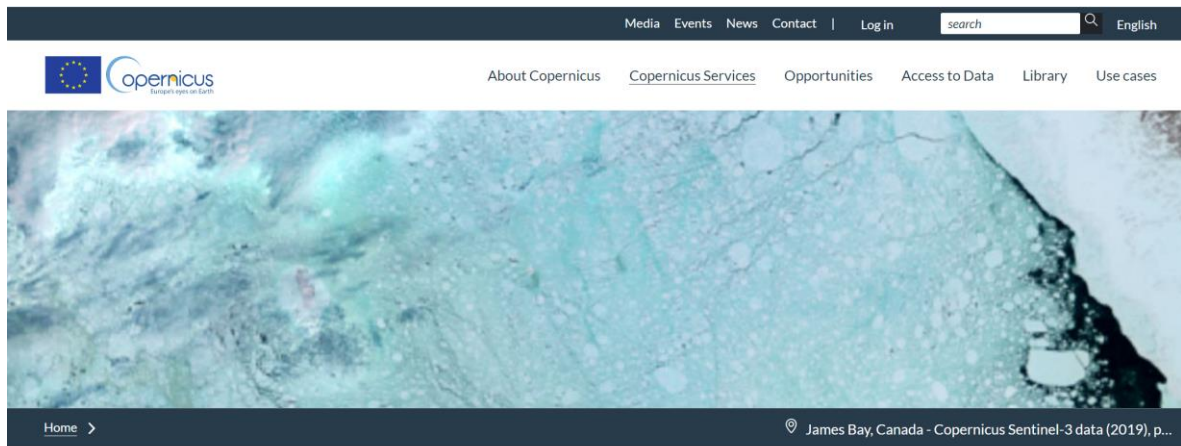 Media Events News Contact | Log in search English
Copernicus
Europe's eyes on Earth
About Copernicus Copernicus Services Opportunities Access to Data Library Use cases
Home >
James Bay, Canada - Copernicus Sentinel-3 data (2019), p...